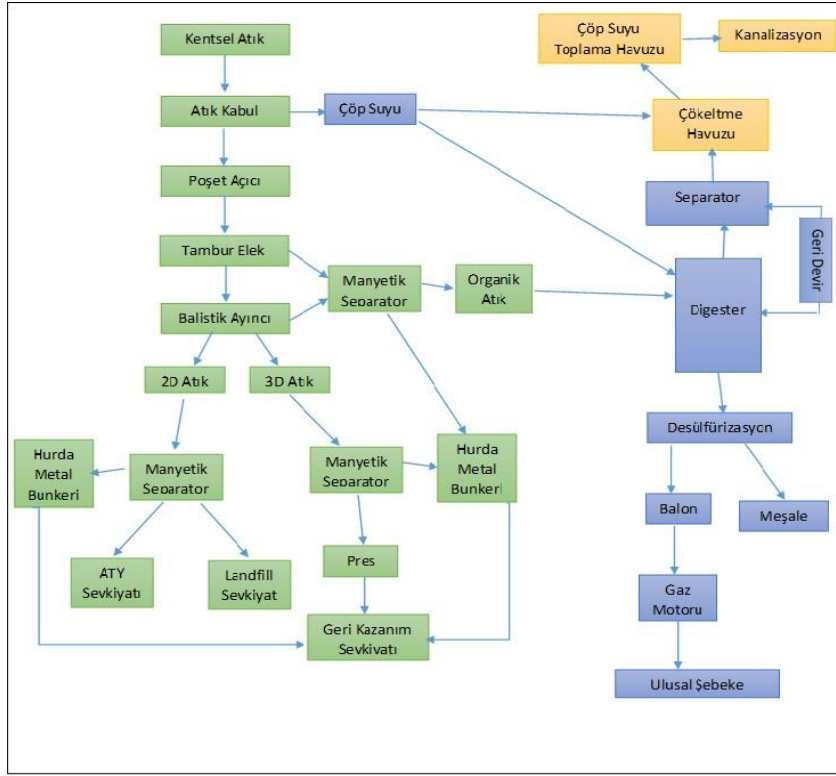 Kentsel Atık
Çöp Suyu
Toplama Havuzu
Kanalizasyon
Atık Kabul
Çöp Suyu
Çökeltme
Havuzu
Poşet Açıcı
Separator
Geri Devir
Tambur Elek
Manyetik
Separator
Organik
Atık
Digester
Balistik Ayırıcı
2D Atık
3D Atık
Desülfürizasyon
Hurda
Metal
Bunkeri
Manyetik
Separator
Manyetik
Separator
Hurda
Metal
Bunkeri
Balon
Meşale
ATY
Sevkiyatı
Landfill
Sevkiyat
Pres
Gaz
Motoru
Geri Kazanım
Sevkiyatı
Ulusal Şebeke